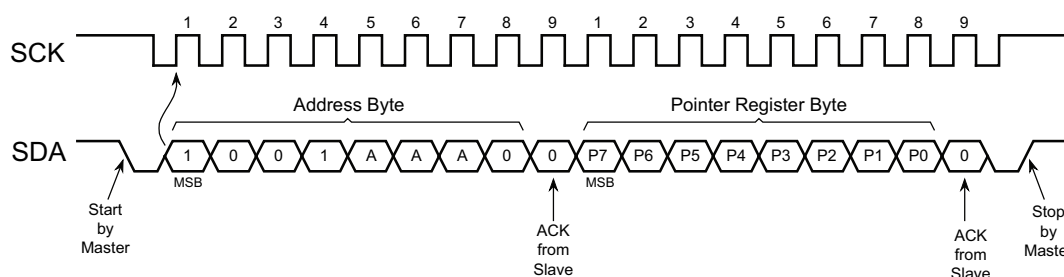 1 2 3 4 5 6 7 8 9 1 2 3 4 5 6 7 8 9
SCK
Address Byte
Pointer Register Byte
SDA
1 0 0 1 A A A 0 0 P7 P6 P5 P4 P3 P2 P1 P0 0
MSB
MSB
Start
by
Master
ACK
from
Slave
ACK
from
Slave
Stop
by
Maste